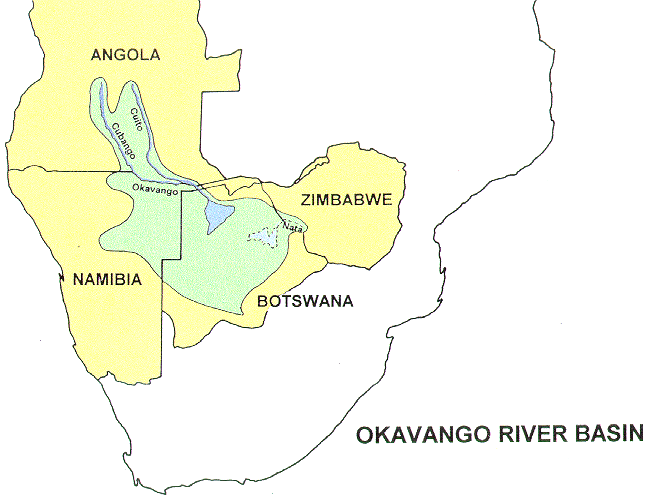 ANGOLA
Cuito
Cubango
Okavango
ZIMBABWE
Nata
NAMIBIA
BOTSWANA
OKAVANGO RIVER BASIN